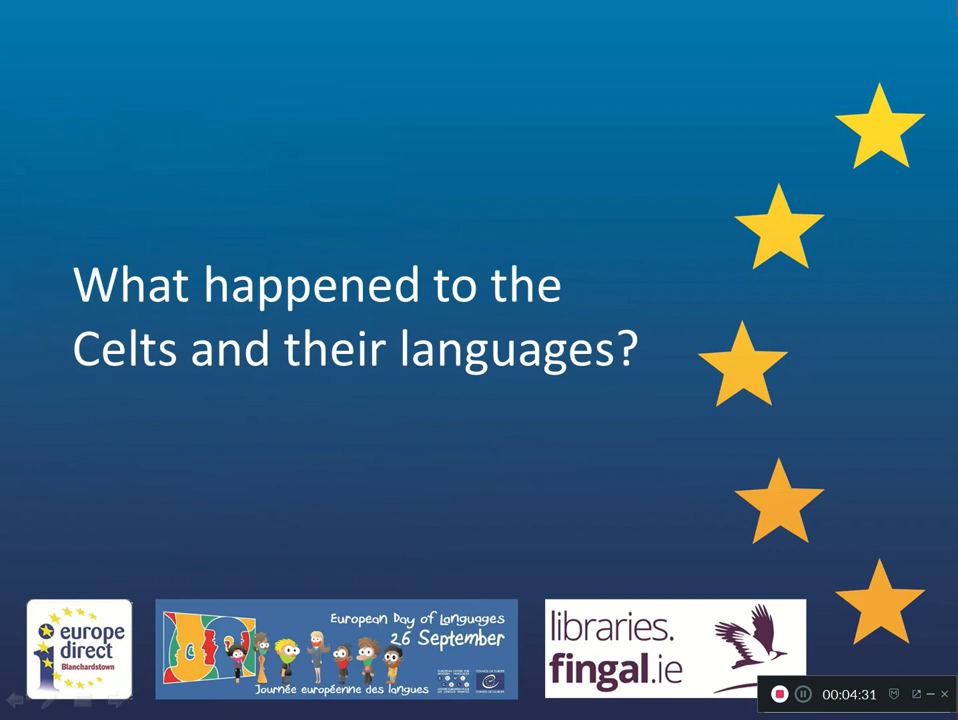 What happened to the
Celts and their languages?
europe
direct
Blanchardstown
European Day of Languages
26 September
Journée européenne des langues
libraries.
fingal.ie
00:04:31